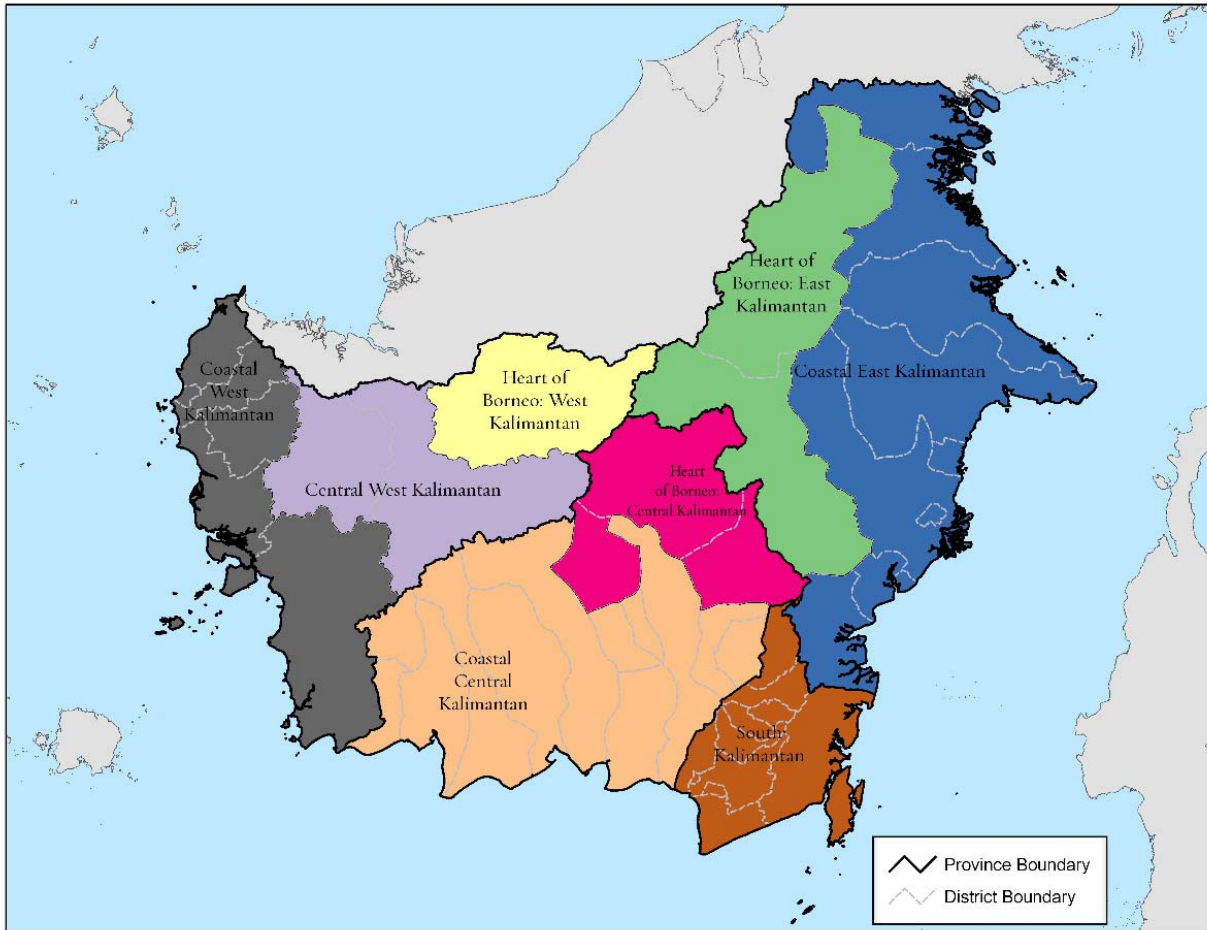 Heart of
Borneo: East
Kalimantan
Coastal
West
Kalimantan
Heart of
Borneo: West
Kalimantan
Coastal East Kalimantan
Central West Kalimantan
Heart
of Borneo:
Central Kalimantan
Coastal
Central
Kalimantan
South
Kalimantan
Province Boundary
District Boundary